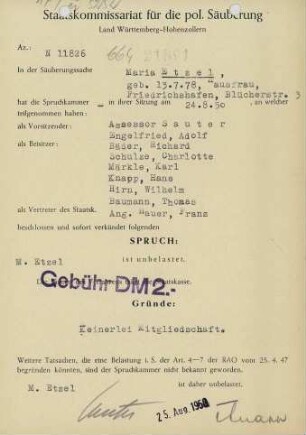 Staatskommissariat für die pol. Säuberung
Land Württemberg-Hohenzollern
Az.: N 11826
In der Säuberungssache Maria Etzel,
geb. 13.7.78, Hausfrau,
Friedrichshafen, Blücherstr. 3
hat die Spruchkammer in ihrer Sitzung am 24.8.50, an welcher
teilgenommen haben:
als Vorsitzender: Assessor Sauter
als Beisitzer: Engelfried, Adolf
Bäder, Richard
Schulze, Charlotte
Märkle, Karl
Knapp, Hans
Hirn, Wilhelm
Baumann, Thomas
als Vertreter des Staatsk. Ang. Hauer, Franz
beschlossen und sofort verkündet folgenden
SPRUCH:
M. Etzel ist unbelastet.
Gebühr DM 2.-
Gründe:
Keinerlei Mitgliedschaft.
Weitere Tatsachen, die eine Belastung i. S. der Art. 4—7 der RAO vom 25. 4. 47
begründen könnten, sind der Spruchkammer nicht bekannt geworden.
M. Etzel ist daher unbelastet.
25. Aug. 1950